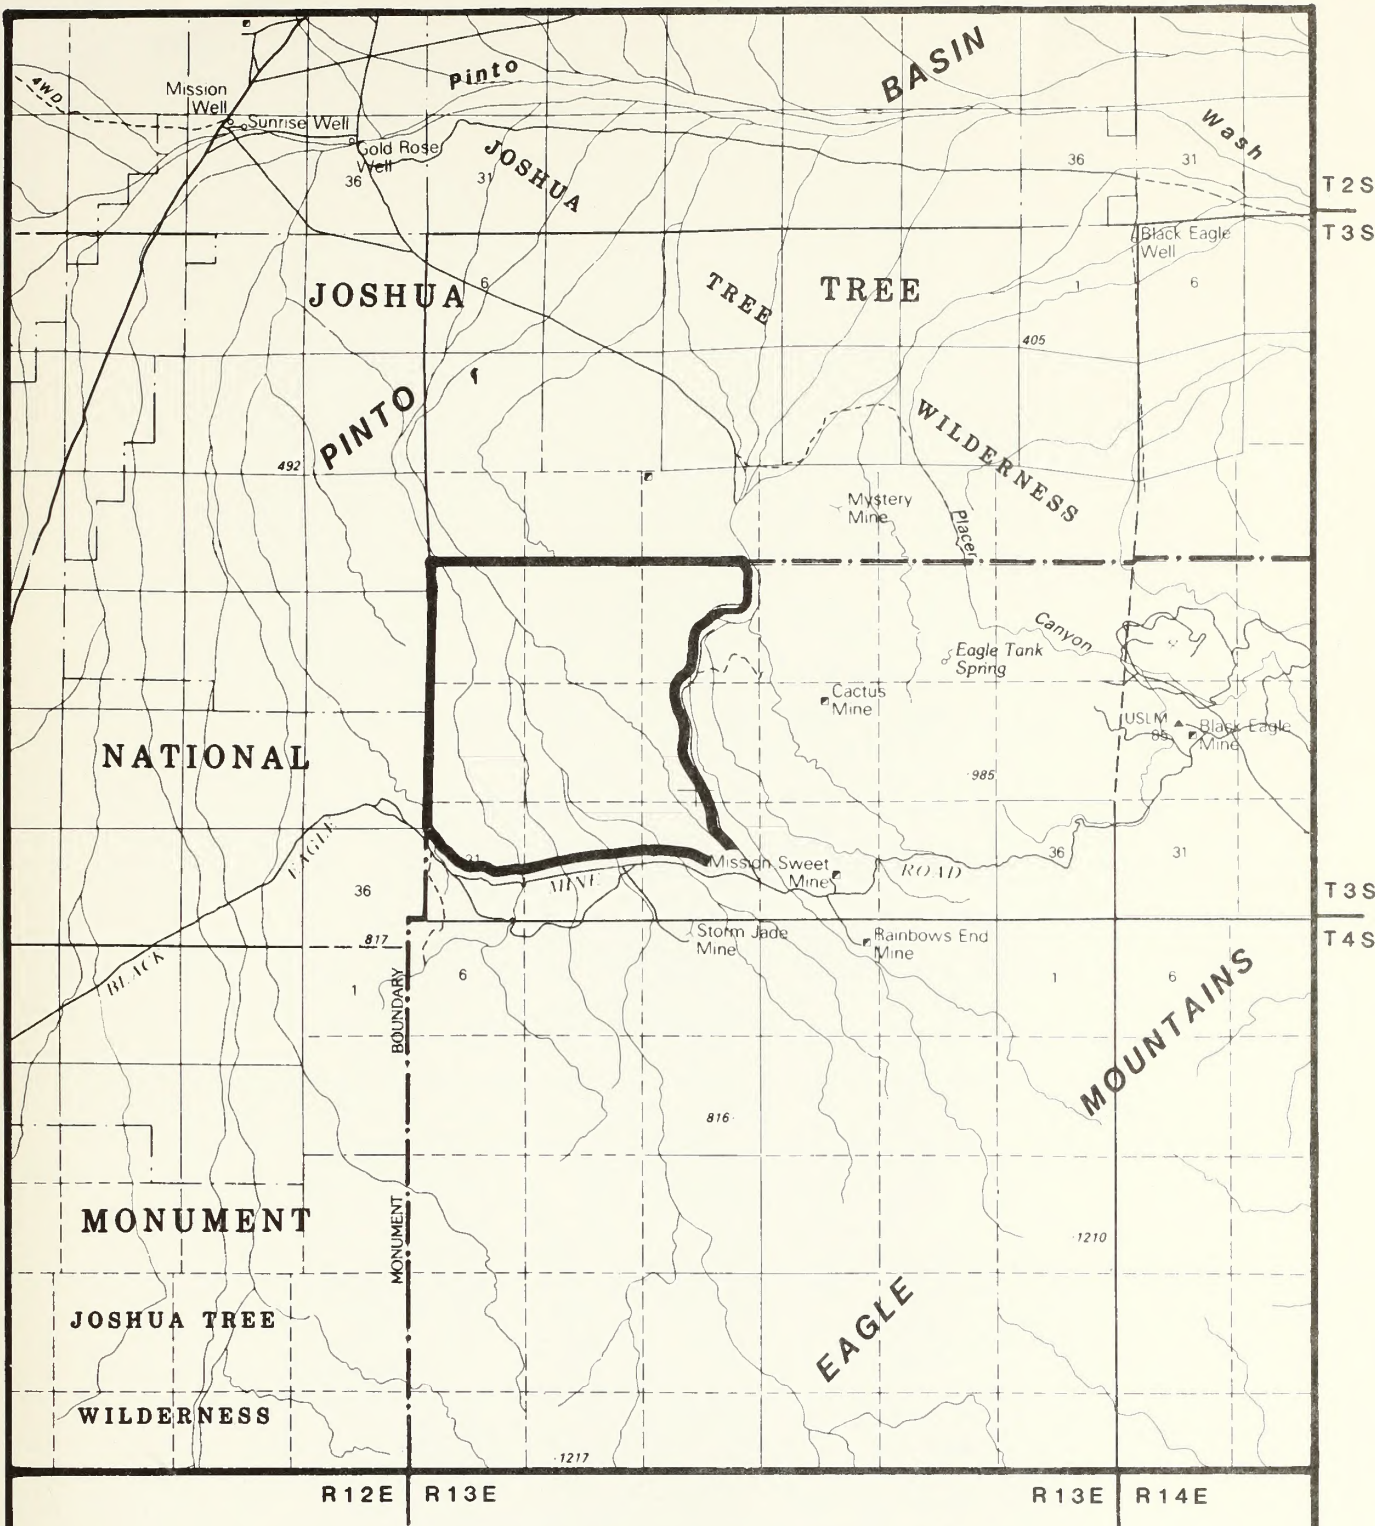 BASIN
Pinto
4WD
Mission
Well
Sunrise Well
Wash
Gold Rose
Well
JOSHUA
36
31
36
31
T2S
T3S
Black Eagle
Well
JOSHUA
6
TREE
TREE
1
6
405
PINTO
WILDERNESS
492
Mystery
Mine
Placer
Canyon
Eagle Tank
Spring
Cactus
Mine
USLM
85
Black Eagle
Mine
NATIONAL
985
EAGLE
31
36
31
Mission Sweet
Mine
ROAD
MINE
36
T3S
T4S
817
Storm Jade
Mine
Rainbows End
Mine
BLACK
1
6
1
6
BOUNDARY
MOUNTAINS
816
MONUMENT
MONUMENT
1210
JOSHUA TREE
EAGLE
WILDERNESS
1217
R12E
R13E
R13E
R14E